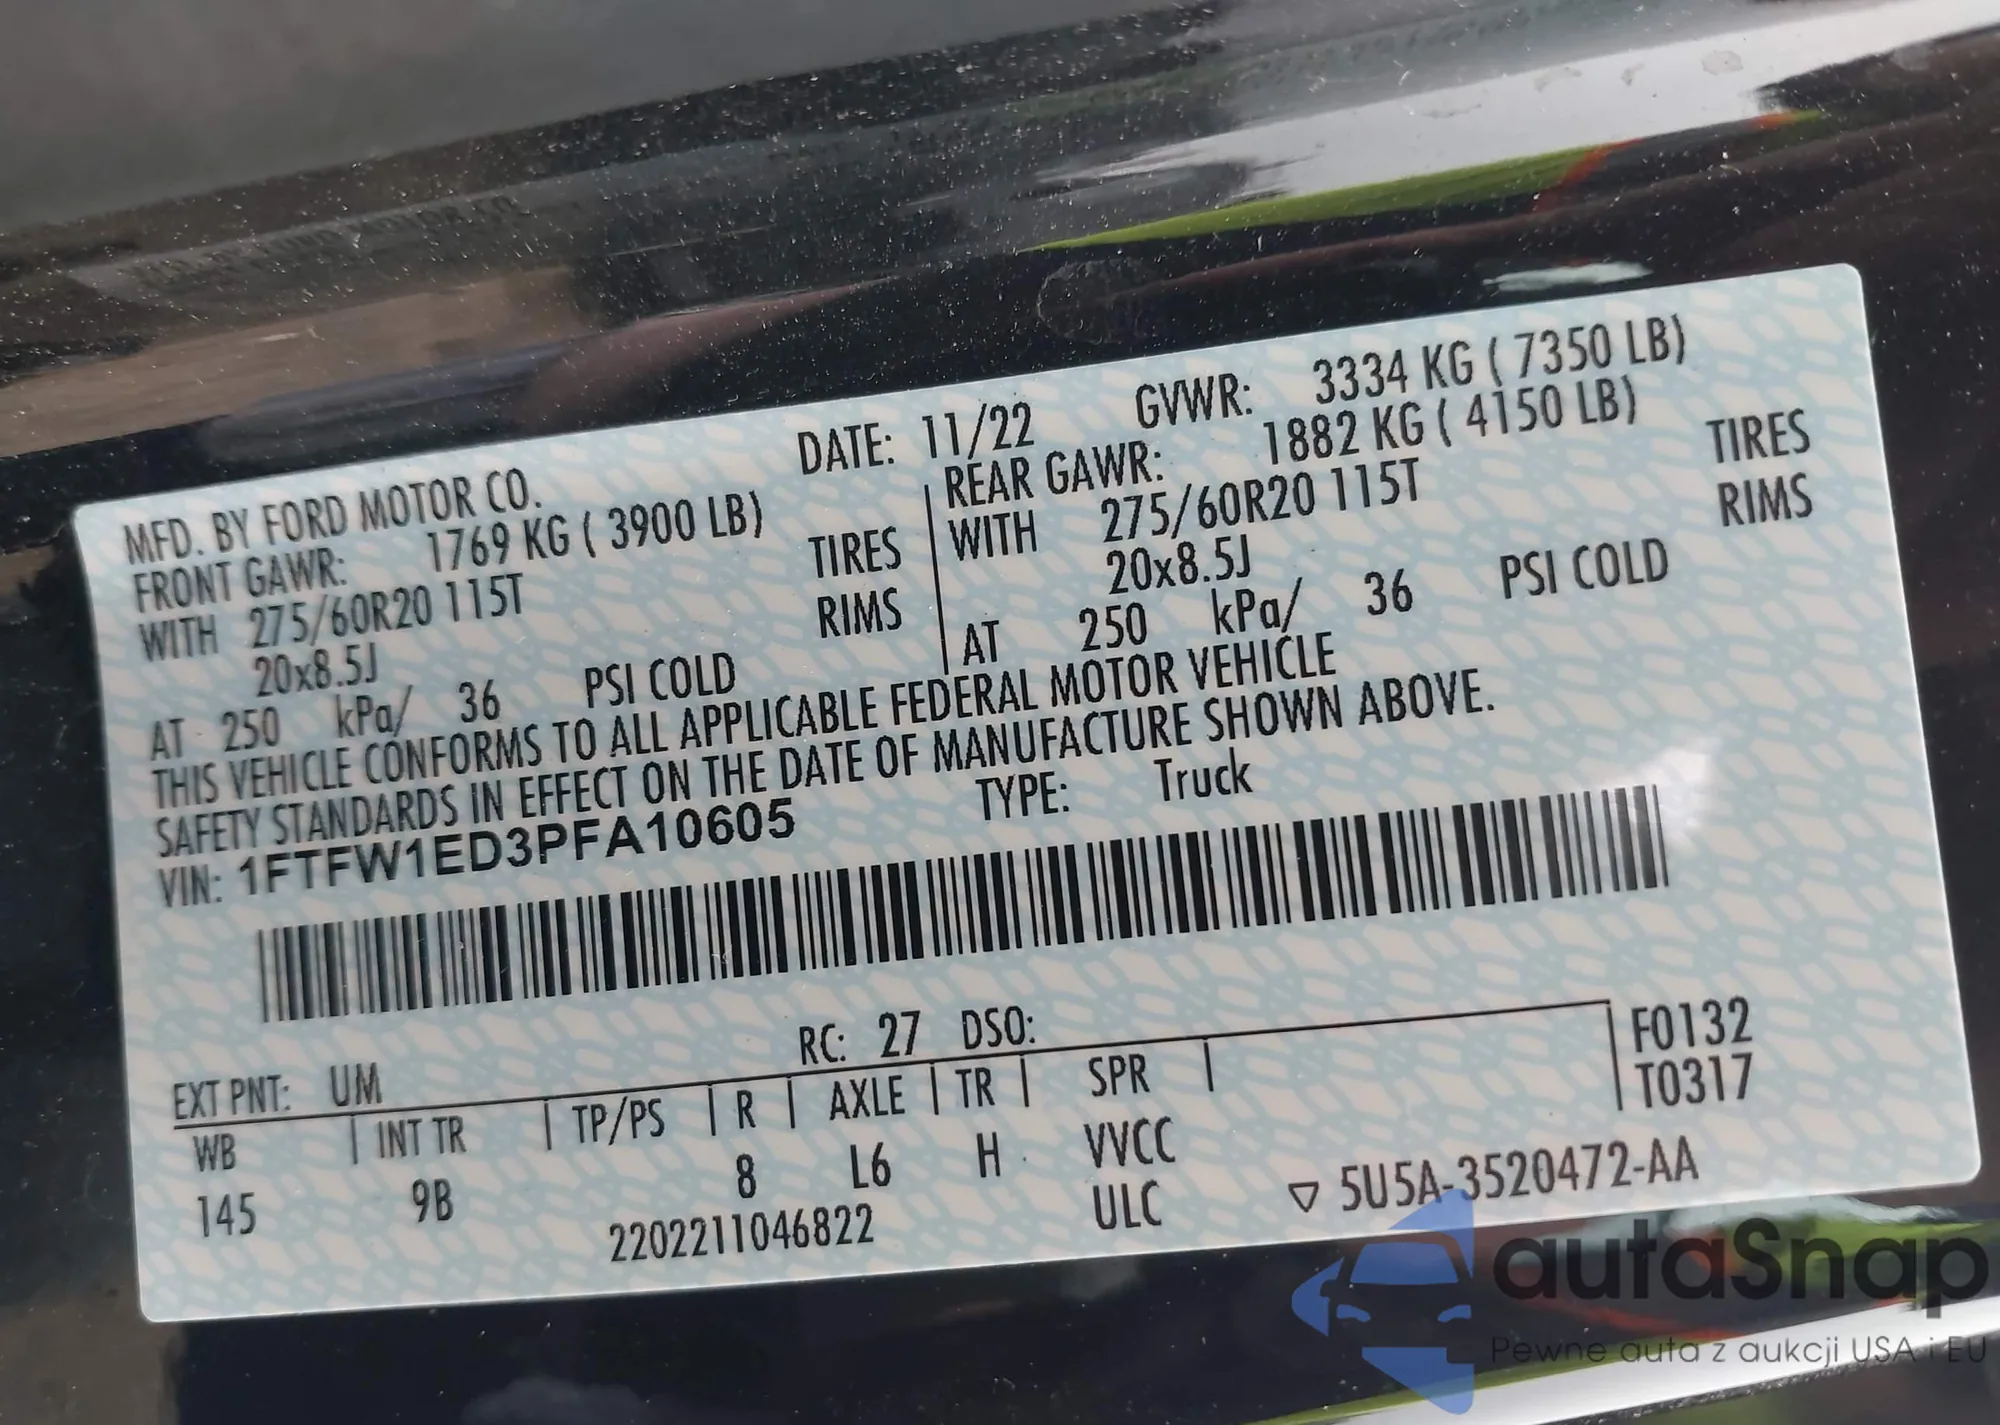 MFD. BY FORD MOTOR CO.
DATE: 11/22 GVWR: 3334 KG ( 7350 LB)
FRONT GAWR: 1769 KG ( 3900 LB)
WITH 275/60R20 115T TIRES
20x8.5J RIMS
AT 250 kPa/ 36 PSI COLD
REAR GAWR: 1882 KG ( 4150 LB)
WITH 275/60R20 115T TIRES
20x8.5J RIMS
AT 250 kPa/ 36 PSI COLD
THIS VEHICLE CONFORMS TO ALL APPLICABLE FEDERAL MOTOR VEHICLE
SAFETY STANDARDS IN EFFECT ON THE DATE OF MANUFACTURE SHOWN ABOVE.
VIN: 1FTFW1ED3PFA10605 TYPE: Truck
EXT PNT: UM RC: 27 DSO: F0132
WB INT TR TP/PS R AXLE TR SPR T0317
145 9B 8 L6 H VVCC
2202211046822 ULC ▽ 5U5A-3520472-AA
autaSnap
Pewne auta z aukcji USA i EU